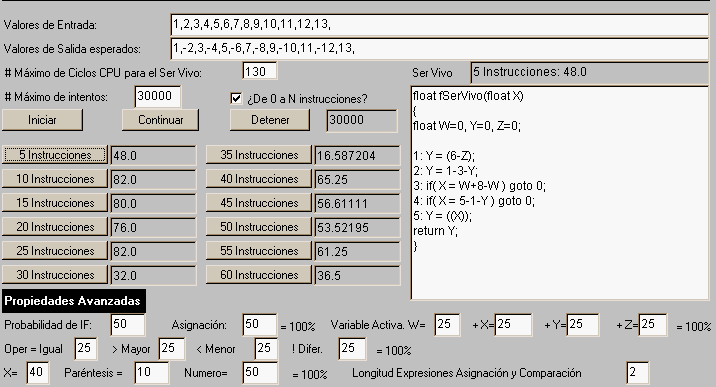 Valores de Entrada: 1,2,3,4,5,6,7,8,9,10,11,12,13,
Valores de Salida esperados: 1,-2,3,-4,5,-6,7,-8,9,-10,11,-12,13,
# Máximo de Ciclos CPU para el Ser Vivo: 130 Ser Vivo 5 Instrucciones: 48.0
# Máximo de intentos: 30000 ¿De 0 a N instrucciones?
Iniciar Continuar Detener 30000
5 Instrucciones 48.0 35 Instrucciones 16.587204
10 Instrucciones 82.0 40 Instrucciones 65.25
15 Instrucciones 80.0 45 Instrucciones 56.61111
20 Instrucciones 76.0 50 Instrucciones 53.52195
25 Instrucciones 82.0 55 Instrucciones 61.25
30 Instrucciones 32.0 60 Instrucciones 36.5
float fSerVivo(float X)
{
float W=0, Y=0, Z=0;
1: Y = (6-Z);
2: Y = 1-3-Y;
3: if( X = W+8-W ) goto 0;
4: if( X = 5-1-Y ) goto 0;
5: Y = ((X));
return Y;
}
Propiedades Avanzadas
Probabilidad de IF: 50 Asignación: 50 = 100% Variable Activa. W= 25 + X= 25 + Y= 25 + Z= 25 = 100%
Oper = Igual 25 > Mayor 25 < Menor 25 ! Difer. 25 = 100%
X= 40 Paréntesis = 10 Numero= 50 = 100% Longitud Expresiones Asignación y Comparación 2